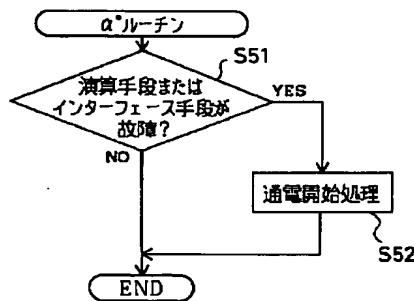 α°ルーチン
S51
演算手段または
インターフェース手段が
故障?
YES
NO
通電開始処理
S52
END